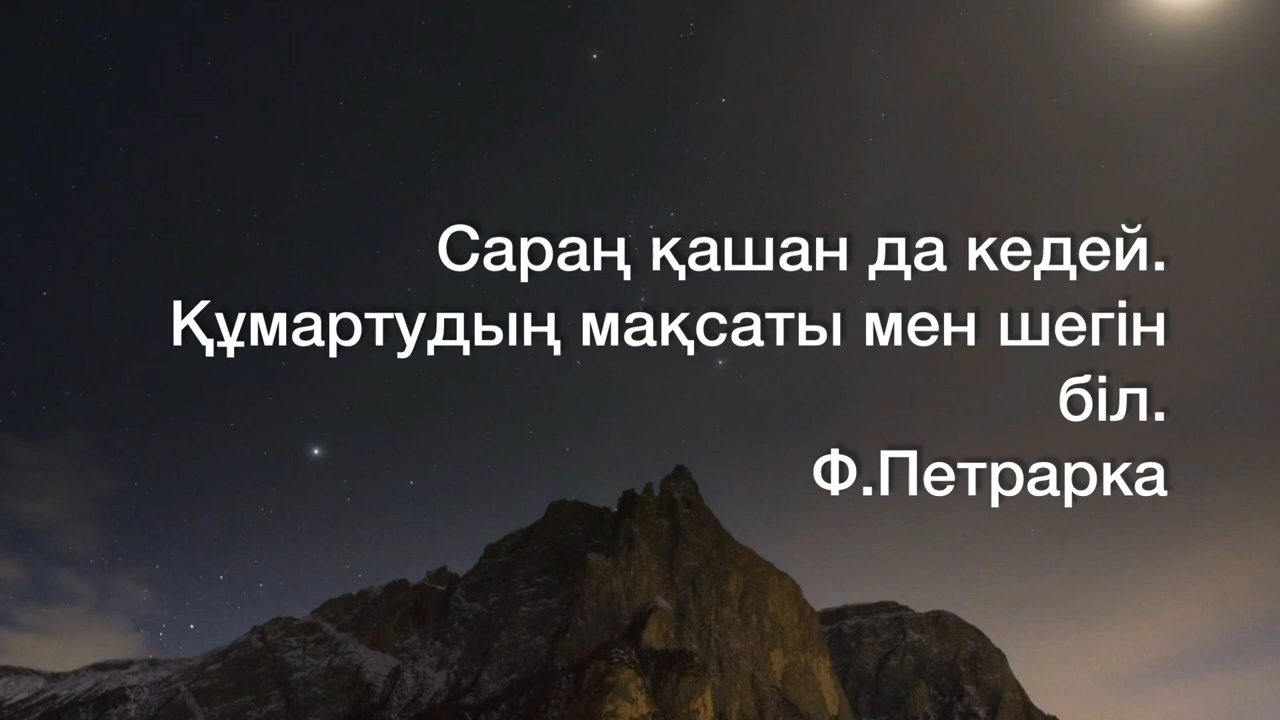 Сараң қашан да кедей.
Құмартудың мақсаты мен шегін
біл.
Ф.Петрарка